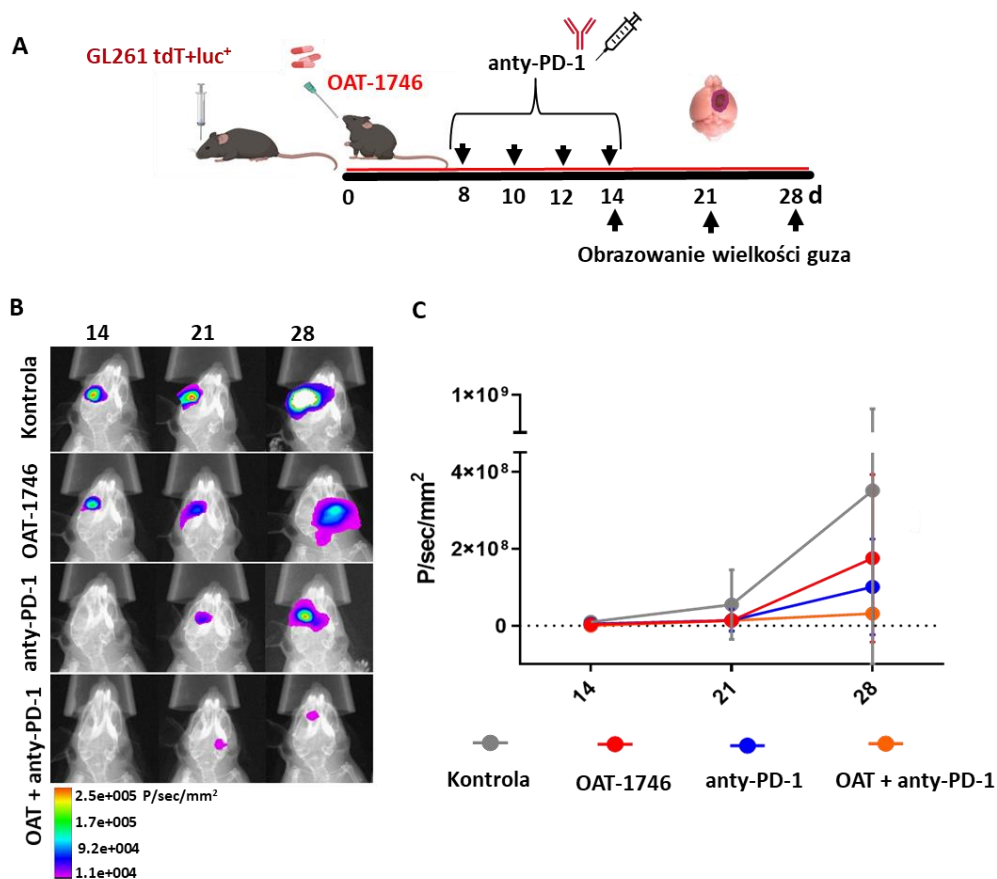 A
GL261 tdT+luc⁺
OAT-1746
anty-PD-1
0 8 10 12 14 21 28 d
Obrazowanie wielkości guza
B
14 21 28
Kontrola
OAT-1746
anty-PD-1
OAT + anty-PD-1
2.5e+005 P/sec/mm²
1.7e+005
9.2e+004
1.1e+004
C
P/sec/mm²
1×10⁹
4×10⁸
2×10⁸
0
14 21 28
Kontrola OAT-1746 anty-PD-1 OAT + anty-PD-1